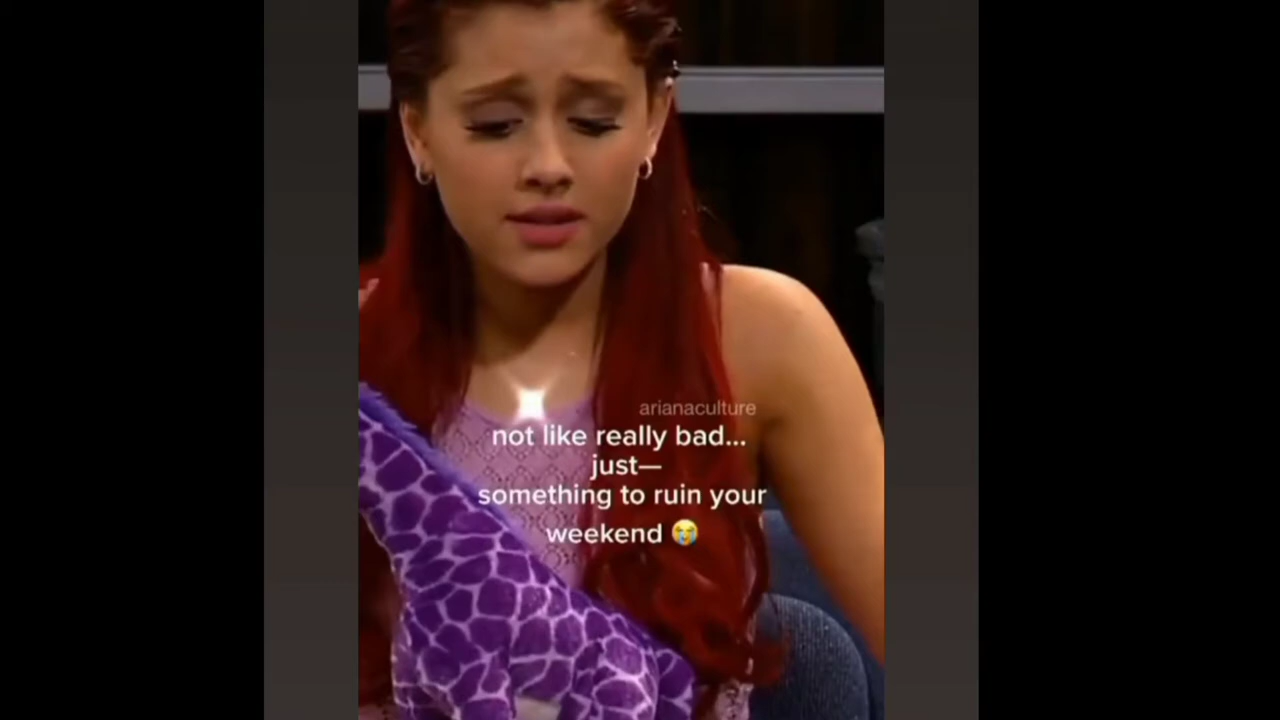 arianaculture
not like really bad...
just—
something to ruin your
weekend 😭